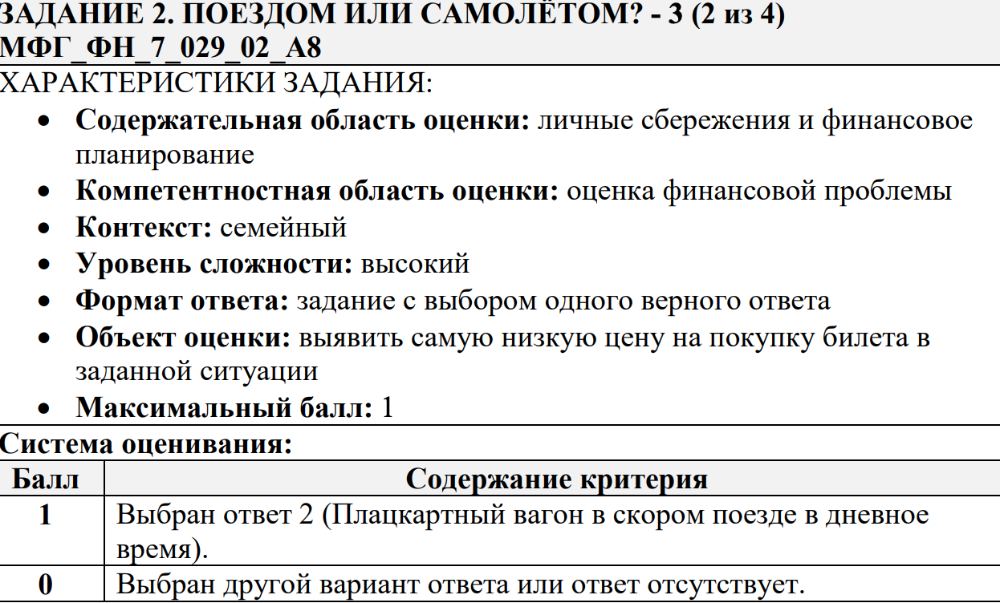 ЗАДАНИЕ 2. ПОЕЗДОМ ИЛИ САМОЛЁТОМ? - 3 (2 из 4)
МФГ_ФН_7_029_02_А8
ХАРАКТЕРИСТИКИ ЗАДАНИЯ:
• Содержательная область оценки: личные сбережения и финансовое
планирование
• Компетентностная область оценки: оценка финансовой проблемы
• Контекст: семейный
• Уровень сложности: высокий
• Формат ответа: задание с выбором одного верного ответа
• Объект оценки: выявить самую низкую цену на покупку билета в
заданной ситуации
• Максимальный балл: 1
Система оценивания:
Балл Содержание критерия
1 Выбран ответ 2 (Плацкартный вагон в скором поезде в дневное
время).
0 Выбран другой вариант ответа или ответ отсутствует.